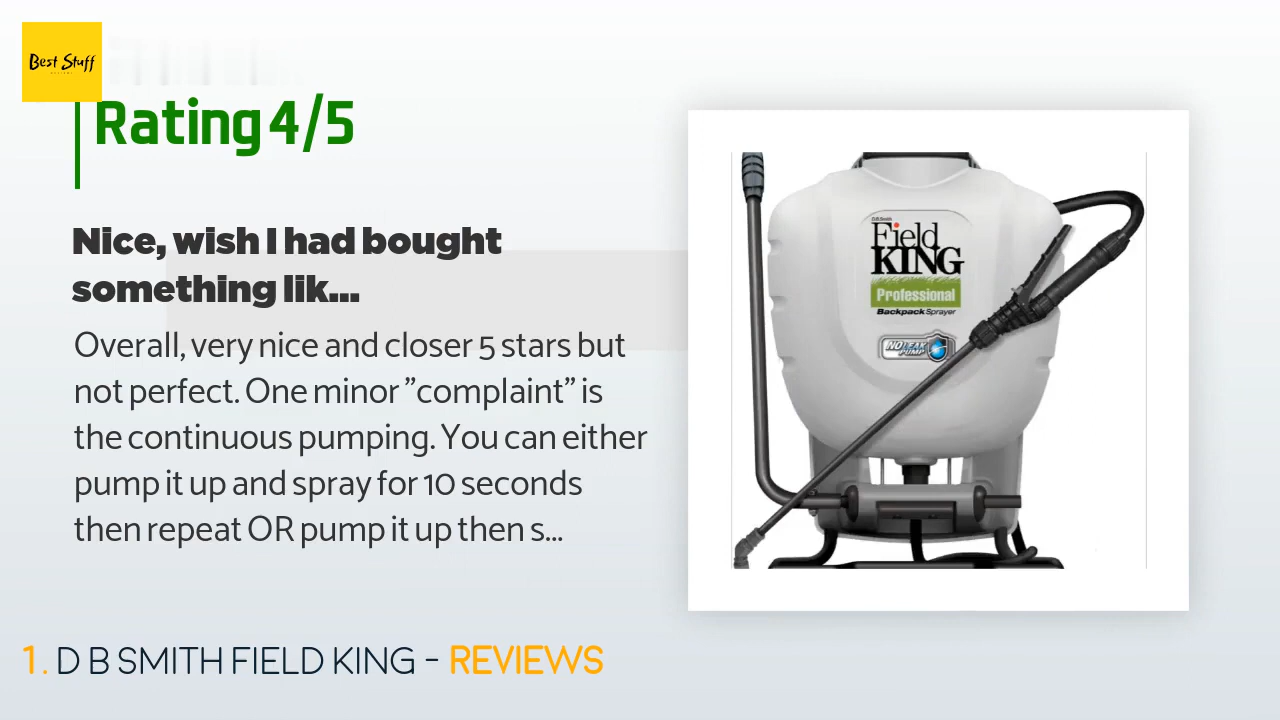 Best Stuff
Rating 4/5
Nice, wish I had bought
something lik...
Overall, very nice and closer 5 stars but
not perfect. One minor ”complaint” is
the continuous pumping. You can either
pump it up and spray for 10 seconds
then repeat OR pump it up then s...
D.B. Smith
Field
KING
Professional
Backpack Sprayer
NO LEAK
PUMP
1. D B SMITH FIELD KING - REVIEWS